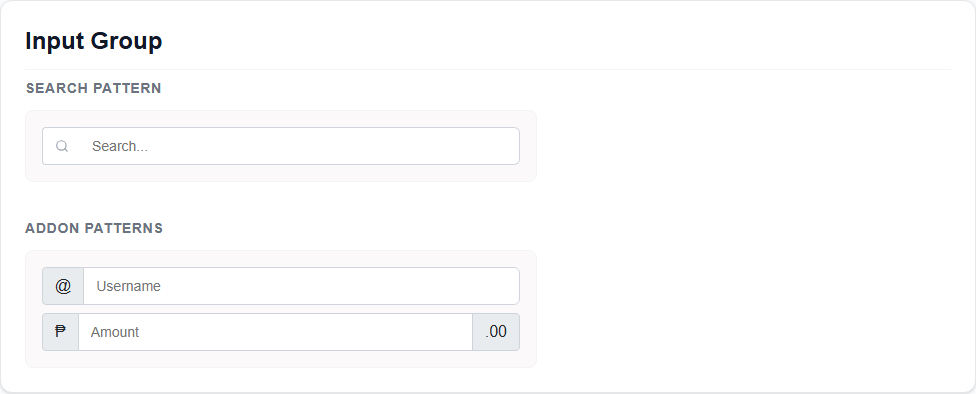 Input Group
SEARCH PATTERN
Search...
ADDON PATTERNS
@ Username
₱ Amount .00